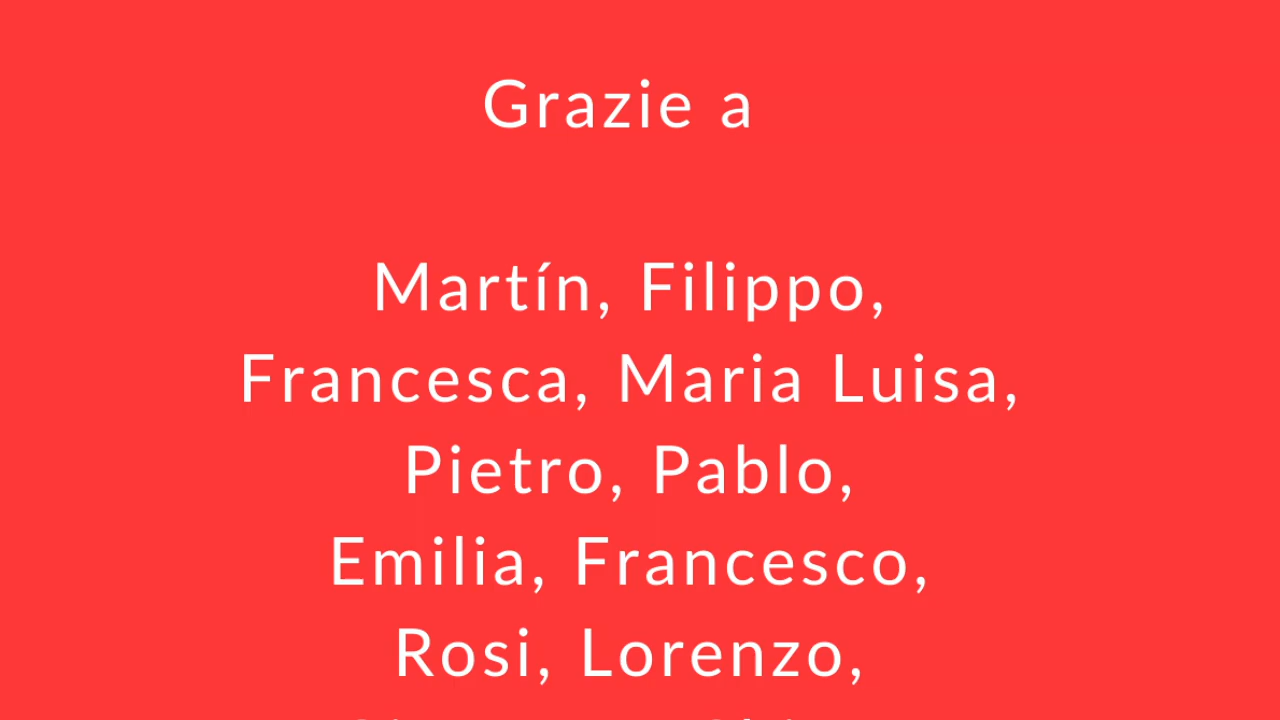 Grazie a
Martín, Filippo,
Francesca, Maria Luisa,
Pietro, Pablo,
Emilia, Francesco,
Rosi, Lorenzo,